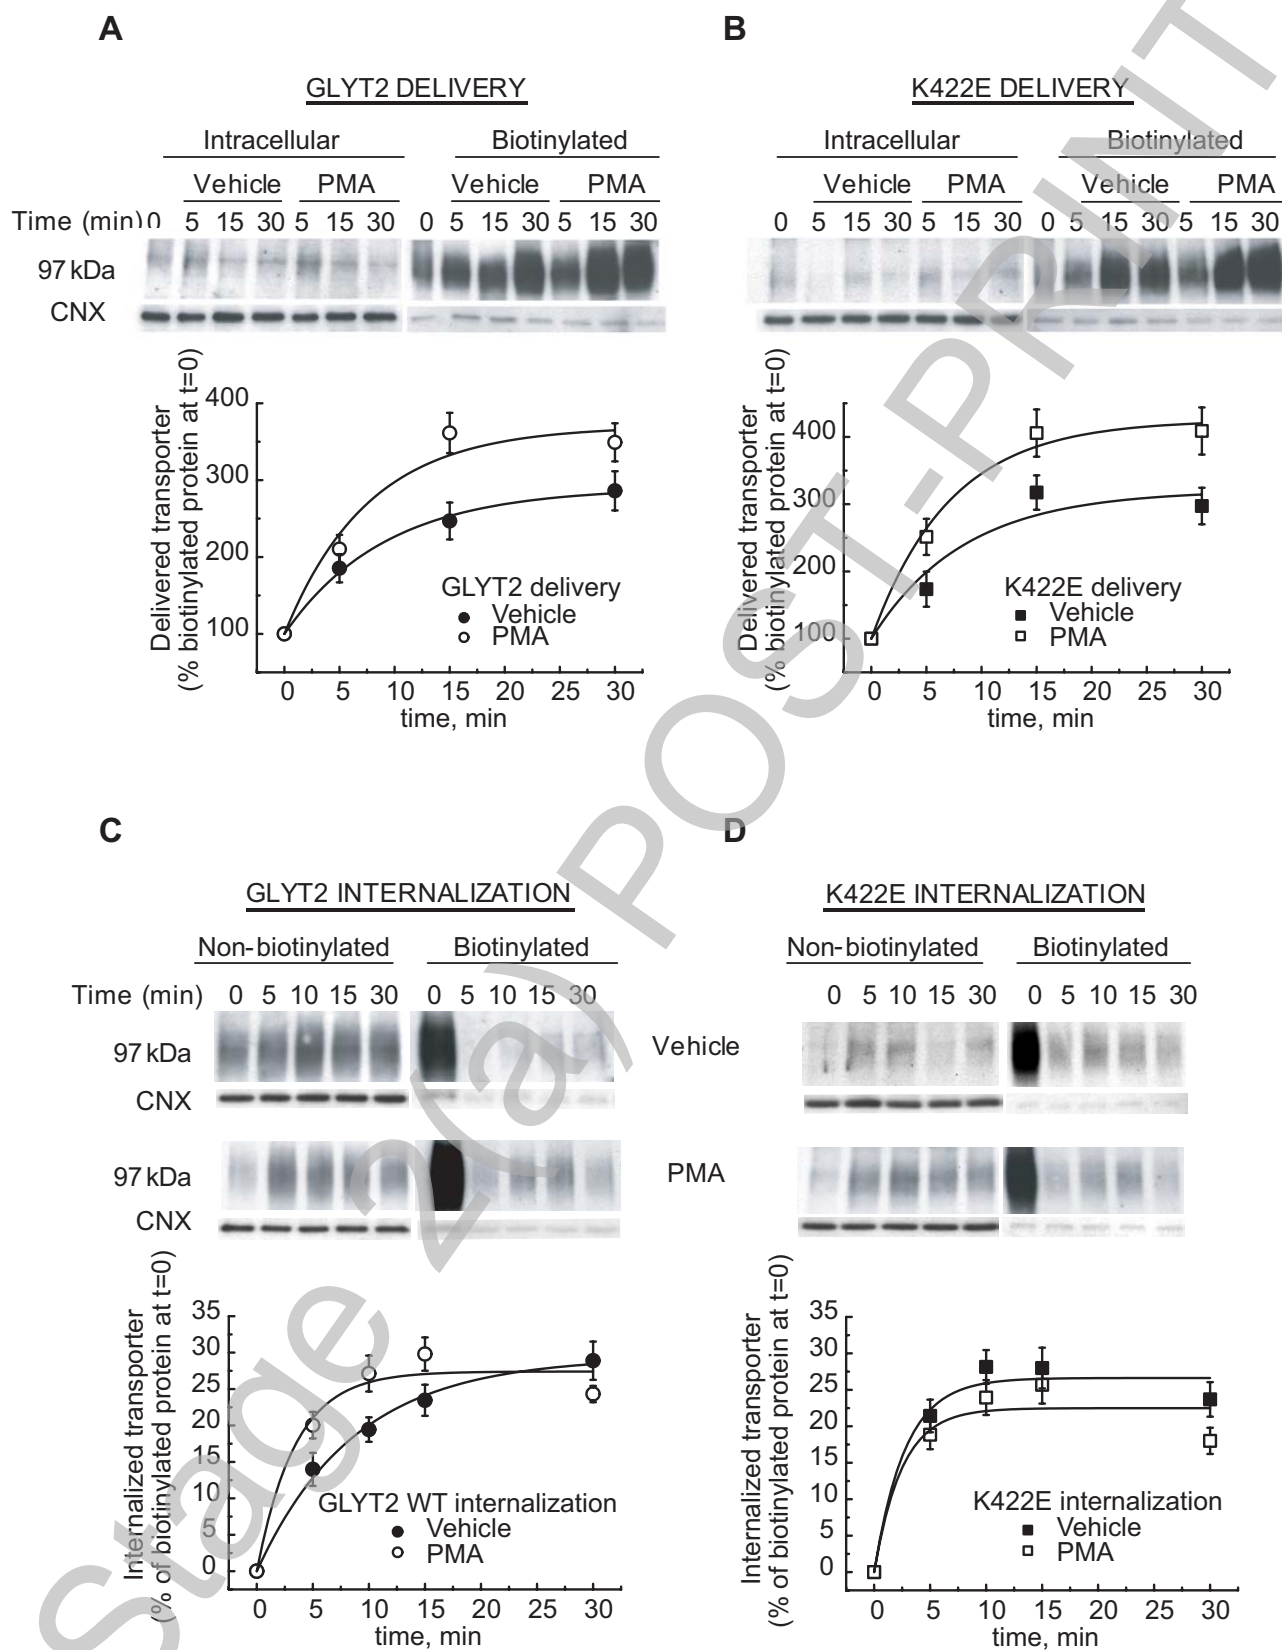 A
GLYT2 DELIVERY
Intracellular Biotinylated
Vehicle PMA Vehicle PMA
Time (min) 0 5 15 30 5 15 30 0 5 15 30 5 15 30
97 kDa
CNX
Delivered transporter
(% biotinylated protein at t=0)
400
300
200
100
GLYT2 delivery
Vehicle
PMA
0 5 10 15 20 25 30
time, min
B
K422E DELIVERY
Intracellular Biotinylated
Vehicle PMA Vehicle PMA
0 5 15 30 5 15 30 0 5 15 30 5 15 30
Delivered transporter
(% biotinylated protein at t=0)
400
300
200
100
K422E delivery
Vehicle
PMA
0 5 10 15 20 25 30
time, min
C
GLYT2 INTERNALIZATION
Non-biotinylated Biotinylated
Time (min) 0 5 10 15 30 0 5 10 15 30
97 kDa
CNX
97 kDa
CNX
Vehicle
PMA
Internalized transporter
(% of biotinylated protein at t=0)
35
30
25
20
15
10
5
0
GLYT2 WT internalization
Vehicle
PMA
0 5 10 15 20 25 30
time, min
D
K422E INTERNALIZATION
Non-biotinylated Biotinylated
0 5 10 15 30 0 5 10 15 30
Internalized transporter
(% of biotinylated protein at t=0)
35
30
25
20
15
10
5
0
K422E internalization
Vehicle
PMA
0 5 10 15 20 25 30
time, min
Stage 2(a) POST-PRINT